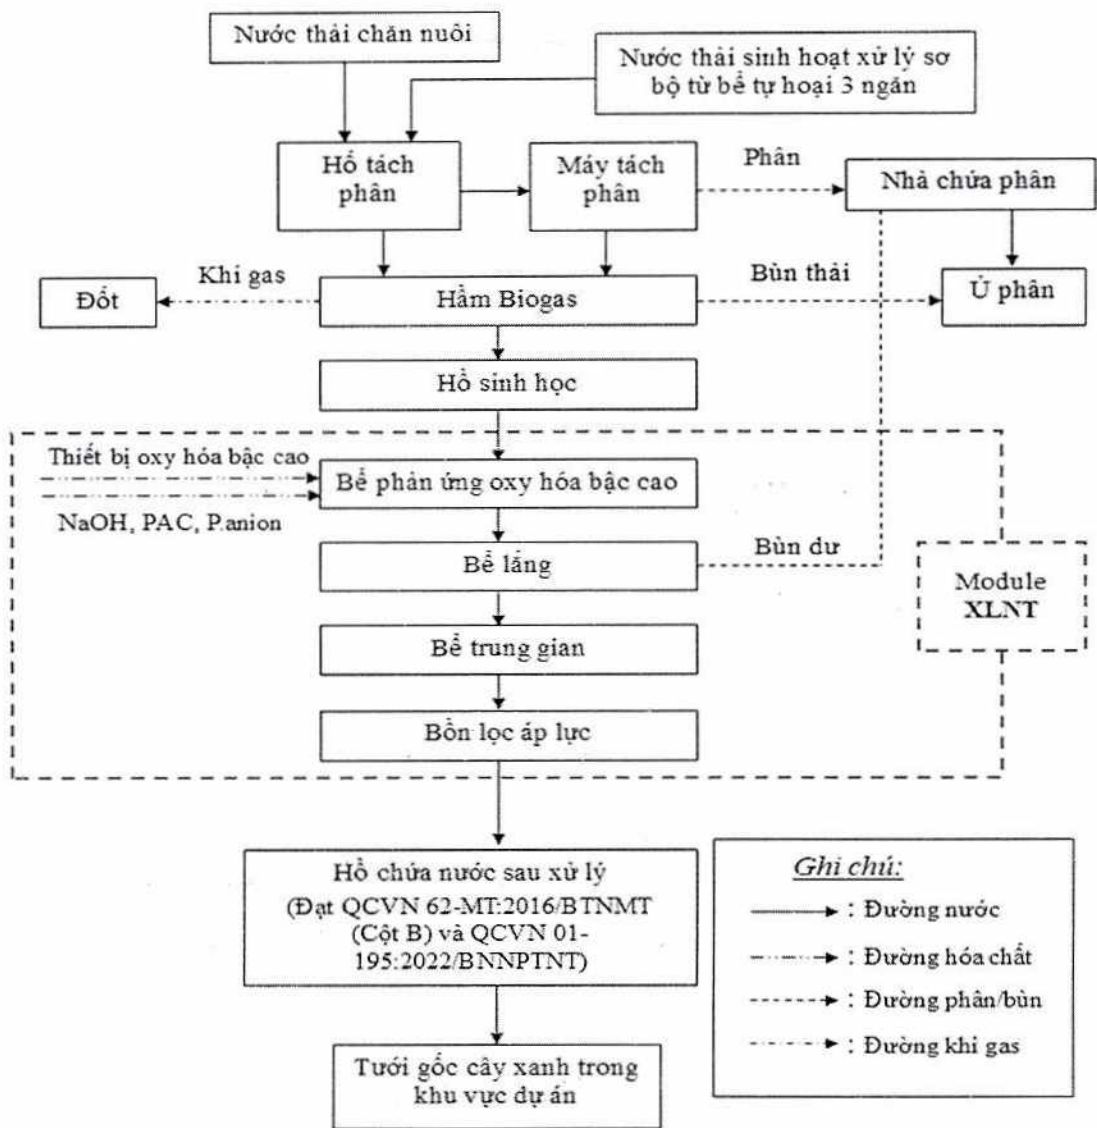 Nước thải chăn nuôi
Nước thải sinh hoạt xử lý sơ
bộ từ bể tự hoại 3 ngăn
Hố tách
phân
Máy tách
phân
Phân
Nhà chứa phân
Khí gas
Đốt
Hầm Biogas
Bùn thải
Ủ phân
Hồ sinh học
Thiết bị oxy hóa bậc cao
Bể phản ứng oxy hóa bậc cao
NaOH, PAC, P.anion
Bể lắng
Bùn dư
Module
XLNT
Bể trung gian
Bồn lọc áp lực
Hồ chứa nước sau xử lý
(Đạt QCVN 62-MT:2016/BTNMT
(Cột B) và QCVN 01-
195:2022/BNNPTNT)
Tưới gốc cây xanh trong
khu vực dự án
Ghi chú:
: Đường nước
: Đường hóa chất
: Đường phân/bùn
: Đường khí gas